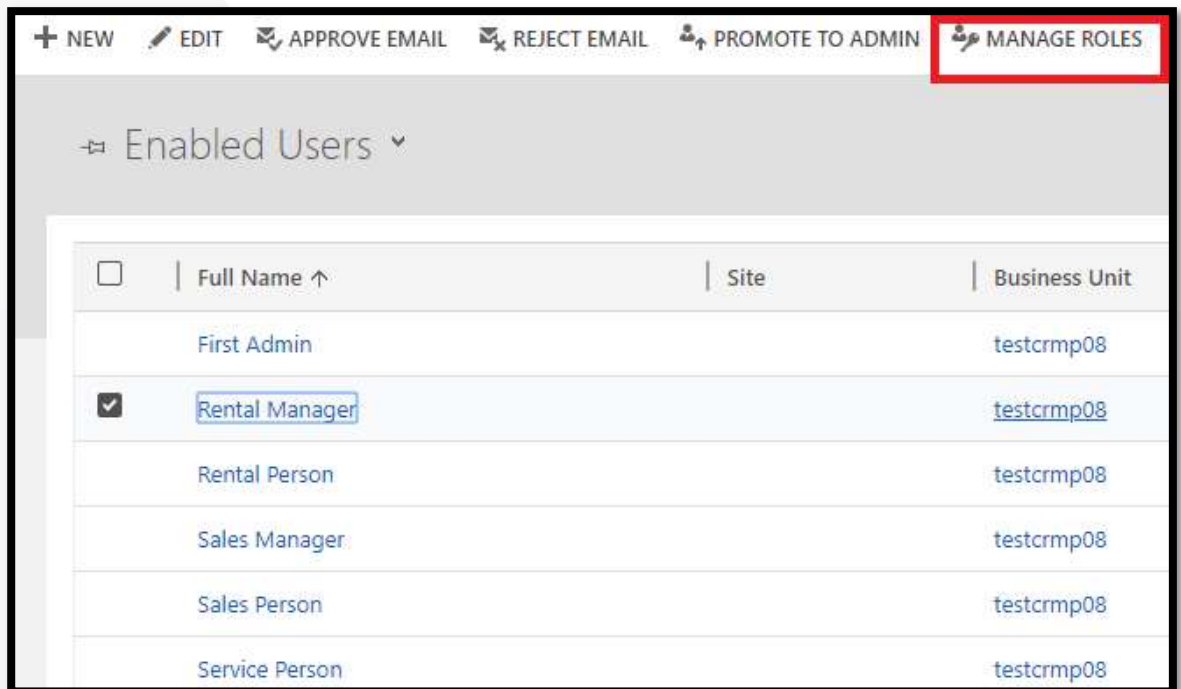 NEW EDIT APPROVE EMAIL REJECT EMAIL PROMOTE TO ADMIN MANAGE ROLES
Enabled Users
Full Name ↑ Site Business Unit
First Admin testcrmp08
Rental Manager testcrmp08
Rental Person testcrmp08
Sales Manager testcrmp08
Sales Person testcrmp08
Service Person testcrmp08